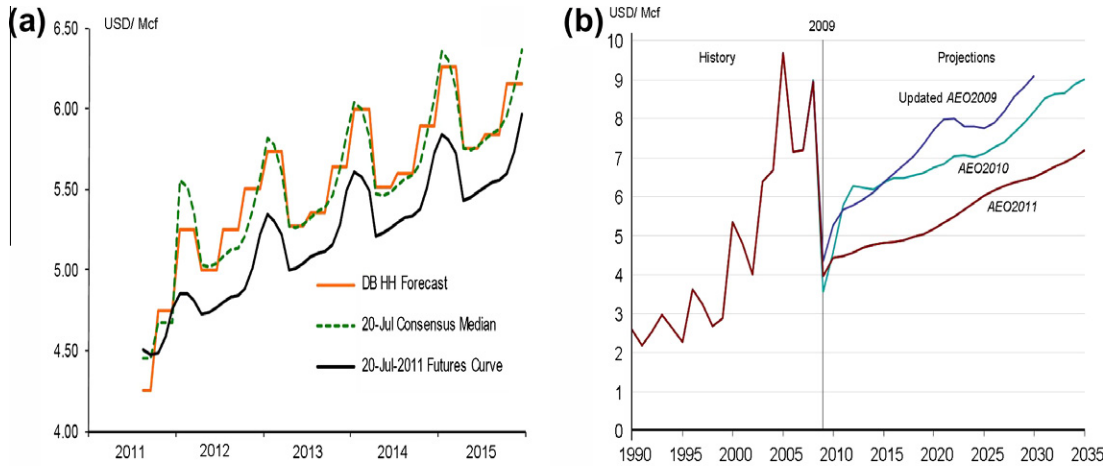 (a)
USD/ Mcf
6.50
6.00
5.50
5.00
4.50
4.00
DB HH Forecast
20-Jul Consensus Median
20-Jul-2011 Futures Curve
2011 2012 2013 2014 2015
(b)
USD/ Mcf
2009
10
9
8
7
6
5
4
3
2
1
0
History
Projections
Updated AEO2009
AEO2010
AEO2011
1990 1995 2000 2005 2010 2015 2020 2025 2030 2035